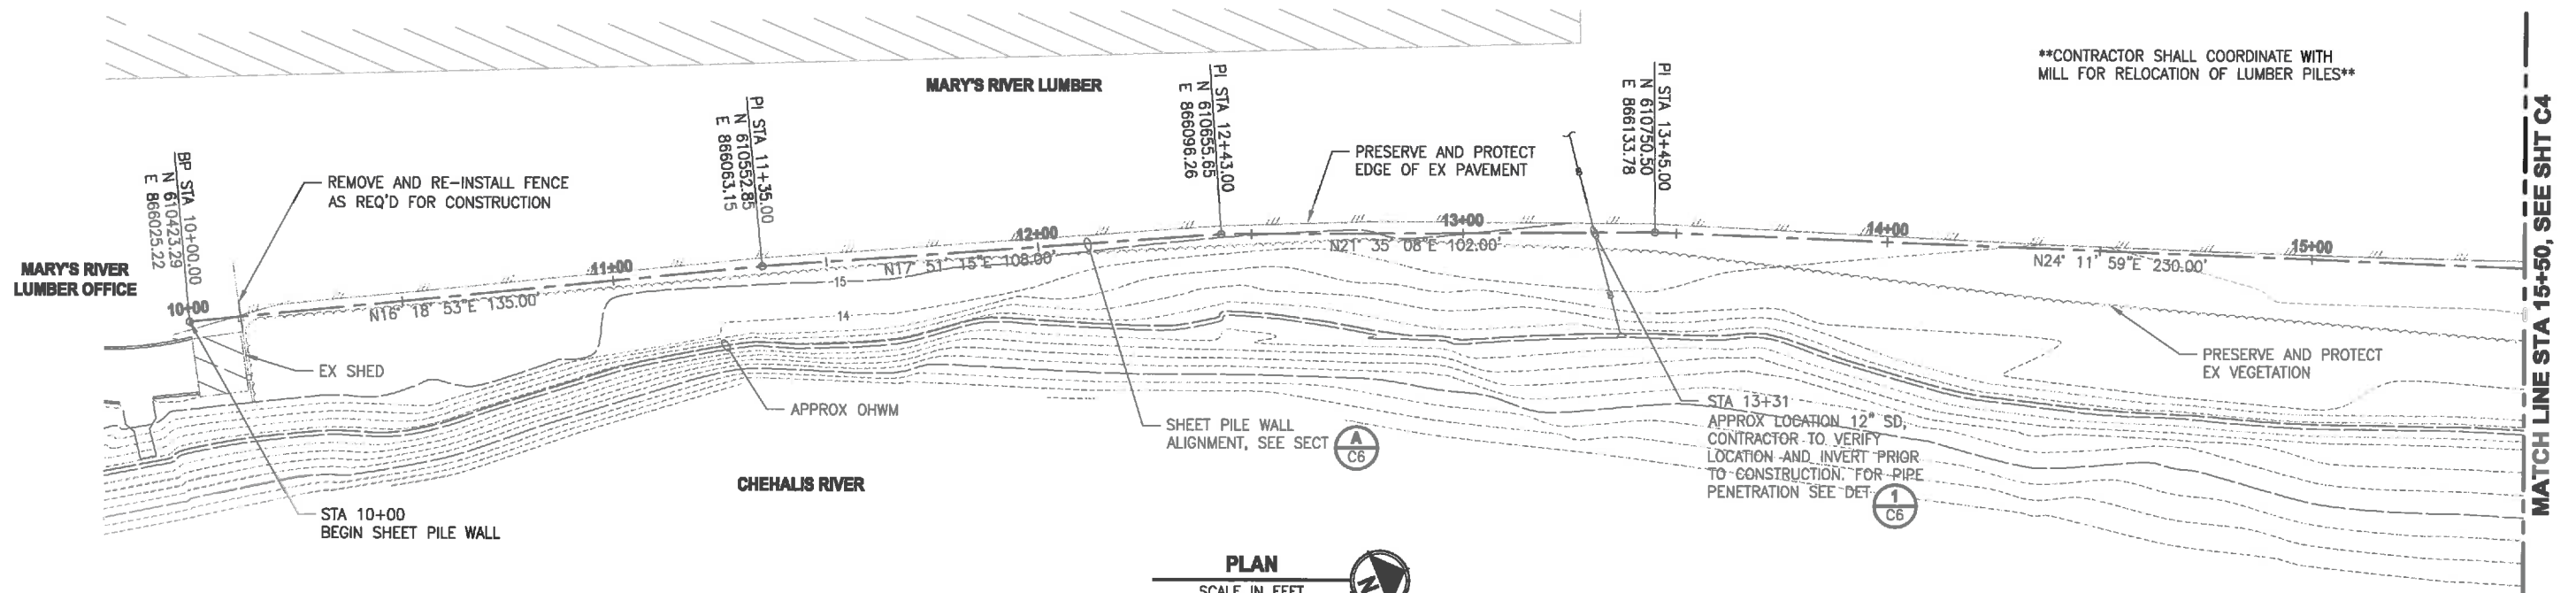 **CONTRACTOR SHALL COORDINATE WITH
MILL FOR RELOCATION OF LUMBER PILES**
MARY'S RIVER LUMBER
PI STA 13+45.00
N 610750.50
E 866133.78
PI STA 12+43.00
N 610655.65
E 866096.26
PI STA 11+35.00
N 610552.85
E 866063.15
BP STA 10+00.00
N 610423.29
E 866025.22
PRESERVE AND PROTECT
EDGE OF EX PAVEMENT
REMOVE AND RE-INSTALL FENCE
AS REQ'D FOR CONSTRUCTION
MARY'S RIVER
LUMBER OFFICE
10+00
11+00
12+00
13+00
14+00
15+00
N16° 18' 53"E 135.00'
N17° 51' 15"E 108.00'
N21° 35' 08"E 102.00'
N24° 11' 59"E 230.00'
15
14
EX SHED
APPROX OHWM
SHEET PILE WALL
ALIGNMENT, SEE SECT
A
C6
STA 13+31
APPROX LOCATION 12" SD,
CONTRACTOR TO VERIFY
LOCATION AND INVERT PRIOR
TO CONSTRUCTION. FOR PIPE
PENETRATION SEE DET
1
C6
PRESERVE AND PROTECT
EX VEGETATION
MATCH LINE STA 15+50, SEE SHT C4
CHEHALIS RIVER
STA 10+00
BEGIN SHEET PILE WALL
PLAN
SCALE IN FEET
N